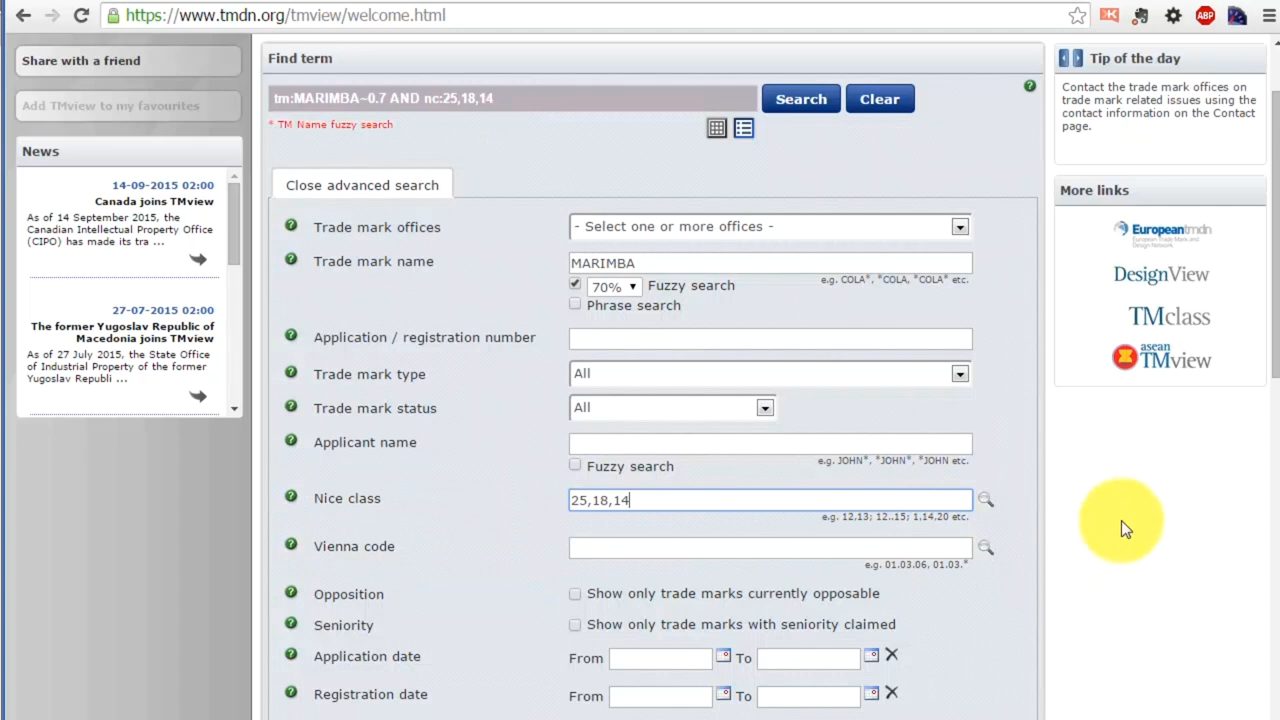 https://www.tmdn.org/tmview/welcome.html
ABP
Share with a friend
Add TMview to my favourites
News
14-09-2015 02:00
Canada joins TMview
As of 14 September 2015, the
Canadian Intellectual Property Office
(CIPO) has made its tra ...
27-07-2015 02:00
The former Yugoslav Republic of
Macedonia joins TMview
As of 27 July 2015, the State Office
of Industrial Property of the former
Yugoslav Republi ...
Find term
tm:MARIMBA~0.7 AND nc:25,18,14
Search
Clear
* TM Name fuzzy search
Close advanced search
Trade mark offices
- Select one or more offices -
Trade mark name
MARIMBA
e.g. COLA*, *COLA, *COLA* etc.
70%
Fuzzy search
Phrase search
Application / registration number
Trade mark type
All
Trade mark status
All
Applicant name
e.g. JOHN*, *JOHN*, *JOHN etc.
Fuzzy search
Nice class
25,18,14
e.g. 12,13; 12..15; 1,14,20 etc.
Vienna code
e.g. 01.03.06, 01.03.*
Opposition
Show only trade marks currently opposable
Seniority
Show only trade marks with seniority claimed
Application date
From
To
Registration date
From
To
Tip of the day
Contact the trade mark offices on
trade mark related issues using the
contact information on the Contact
page.
More links
Europeantmdn
European Trade Mark and
Design Network
DesignView
TMclass
asean
TMview